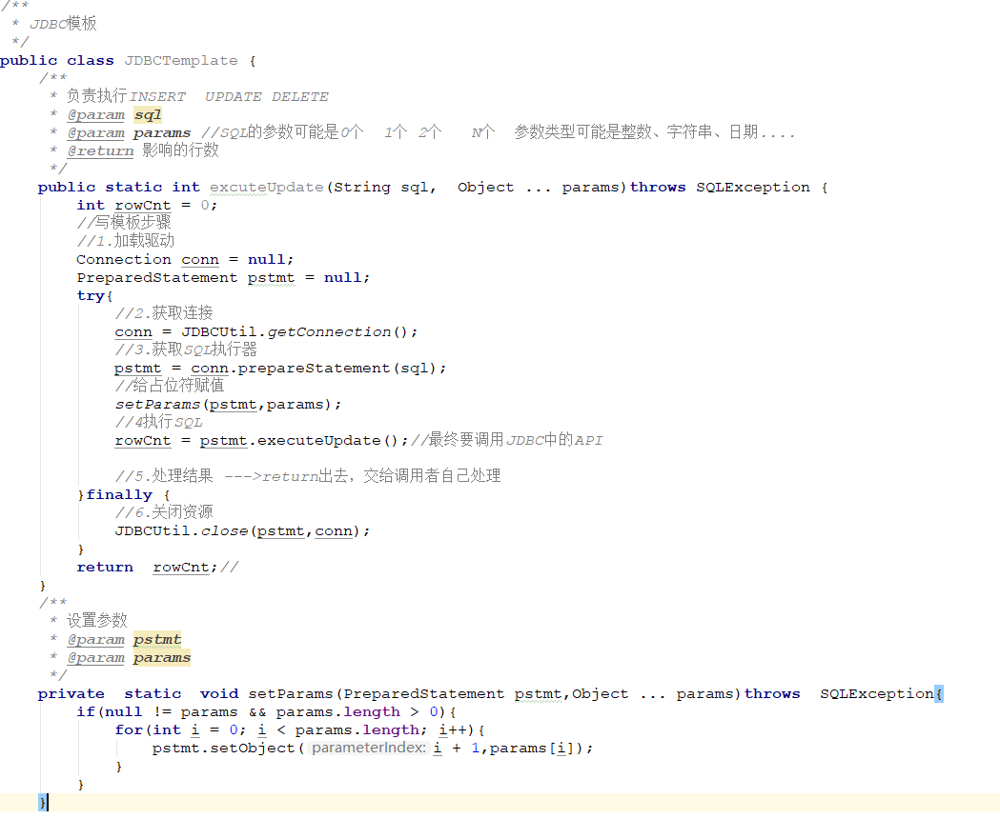 /**
 * JDBC模板
 */
public class JDBCTemplate {
    /**
     * 负责执行INSERT  UPDATE DELETE
     * @param sql
     * @param params //SQL的参数可能是0个  1个 2个   N个  参数类型可能是整数、字符串、日期....
     * @return 影响的行数
     */
    public static int excuteUpdate(String sql,  Object ... params)throws SQLException {
        int rowCnt = 0;
        //写模板步骤
        //1.加载驱动
        Connection conn = null;
        PreparedStatement pstmt = null;
        try{
            //2.获取连接
            conn = JDBCUtil.getConnection();
            //3.获取SQL执行器
            pstmt = conn.prepareStatement(sql);
            //给占位符赋值
            setParams(pstmt,params);
            //4执行SQL
            rowCnt = pstmt.executeUpdate();//最终要调用JDBC中的API
            //5.处理结果 --->return出去，交给调用者自己处理
        }finally {
            //6.关闭资源
            JDBCUtil.close(pstmt,conn);
        }
        return  rowCnt;//
    }
    /**
     * 设置参数
     * @param pstmt
     * @param params
     */
    private  static  void setParams(PreparedStatement pstmt,Object ... params)throws  SQLException{
        if(null != params && params.length > 0){
            for(int i = 0; i < params.length; i++){
                pstmt.setObject( parameterIndex: i + 1,params[i]);
            }
        }
    }